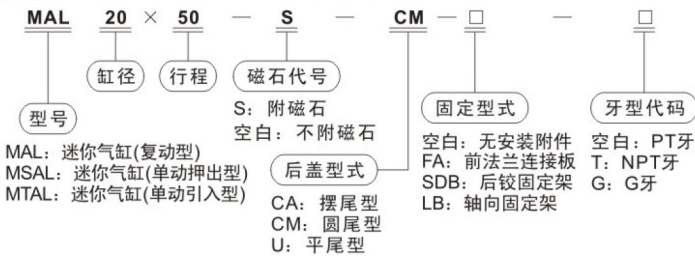 MAL 20 × 50 — S — CM — □ — □
缸径
行程
磁石代号
型号
固定型式
牙型代码
S：附磁石
空白：不附磁石
MAL：迷你气缸(复动型)
MSAL：迷你气缸(单动押出型)
MTAL：迷你气缸(单动引入型)
后盖型式
CA：摆尾型
CM：圆尾型
U：平尾型
空白：无安装附件
FA：前法兰连接板
SDB：后铰固定架
LB：轴向固定架
空白：PT牙
T：NPT牙
G：G牙